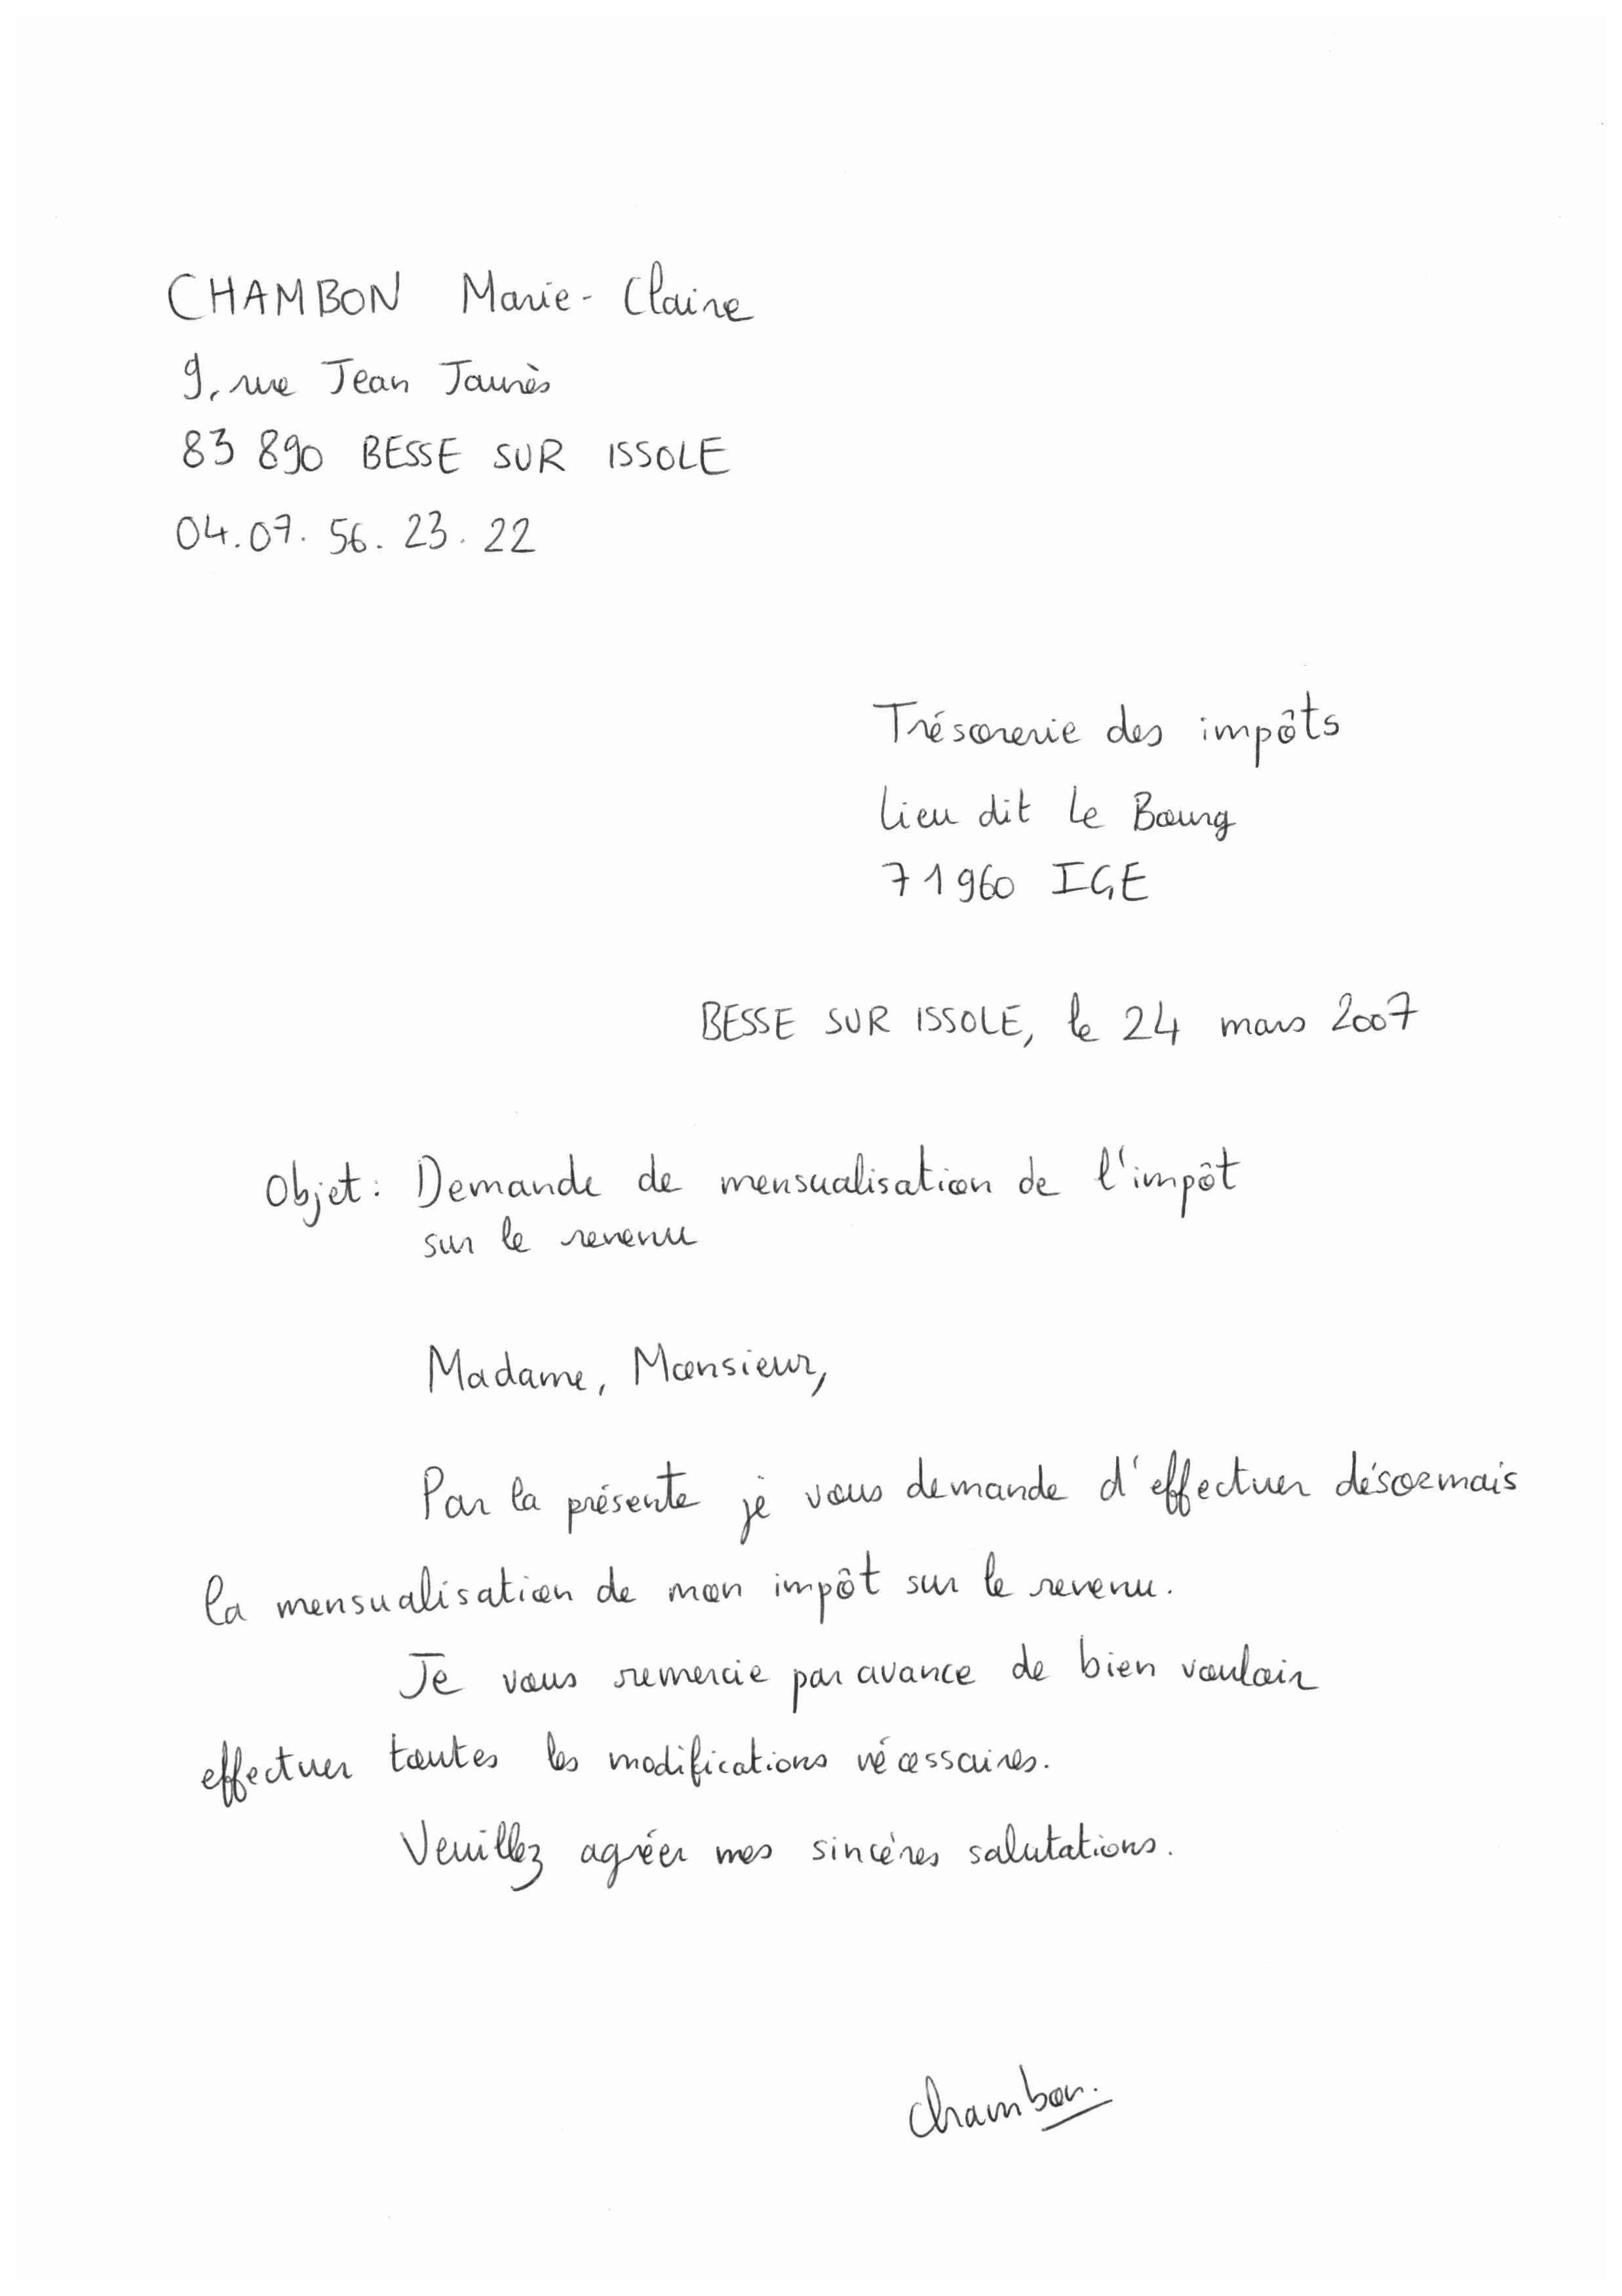 CHAMBON Marie-Claire
9, rue Jean Jaurès
83 890 BESSE SUR ISSOLE
04.07.56.23.22
Trésorerie des impôts
Lieu dit Le Bourg
71960 IGE
BESSE SUR ISSOLE, le 24 mars 2007
Objet: Demande de mensualisation de l'impôt
sur le revenu
Madame, Monsieur,
Par la présente je vous demande d'effectuer désormais
la mensualisation de mon impôt sur le revenu.
Je vous remercie par avance de bien vouloir
effectuer toutes les modifications nécessaires.
Veuillez agréer mes sincères salutations.
Chambon.